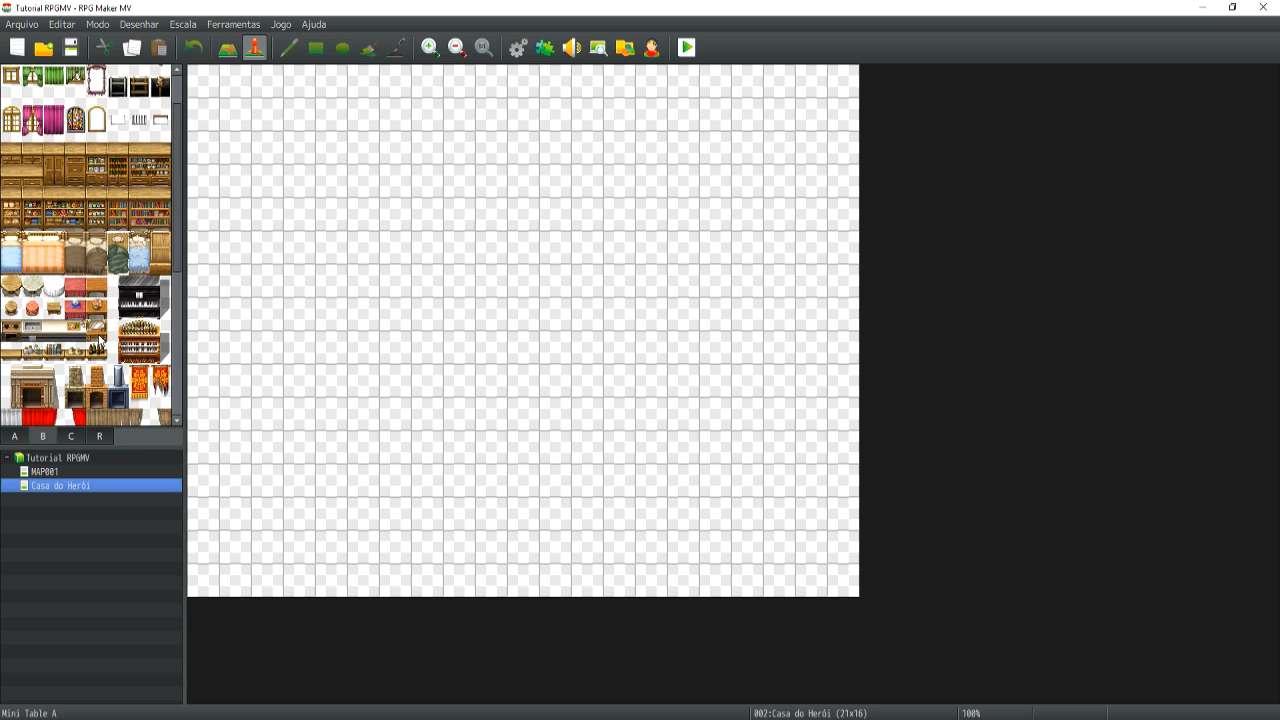 Tutorial RPGMV - RPG Maker MV
Arquivo Editar Modo Desenhar Escala Ferramentas Jogo Ajuda
A B C R
Tutorial RPGMV
MAP001
Casa do Herói
Mini Table A 002:Casa do Herói (21x16) 100%